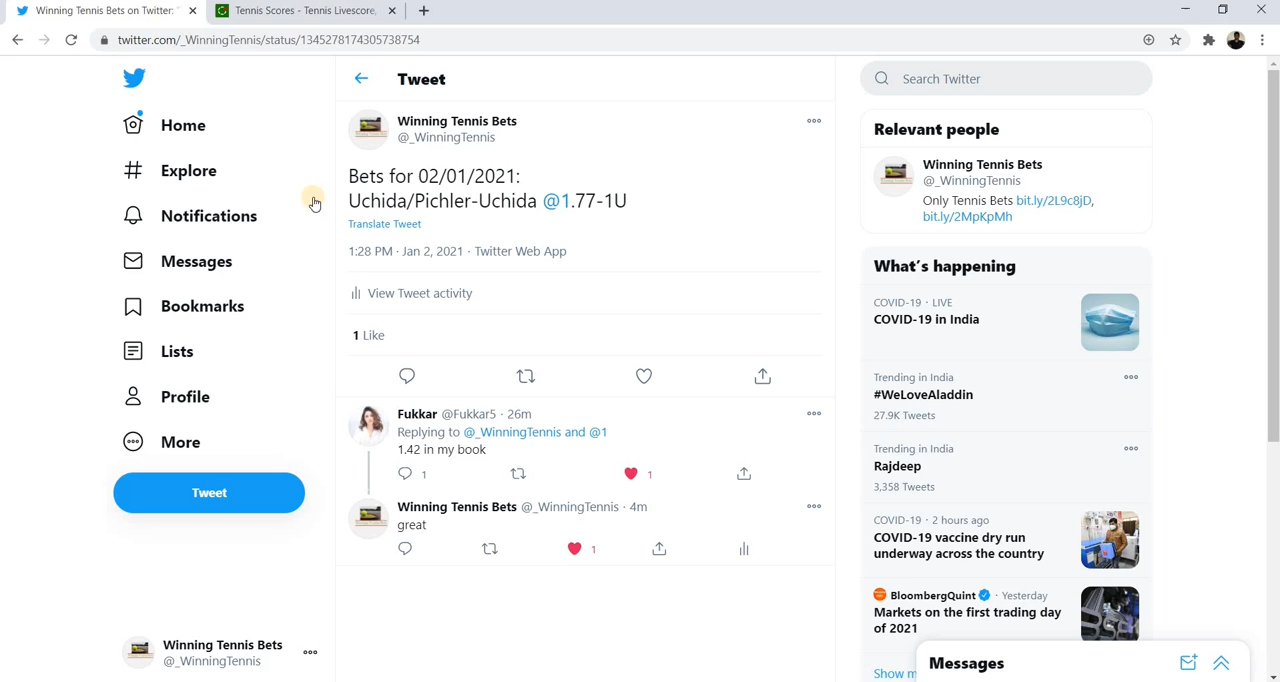 Winning Tennis Bets on Twitter:
Tennis Scores - Tennis Livescore,
twitter.com/_WinningTennis/status/1345278174305738754
Home
Explore
Notifications
Messages
Bookmarks
Lists
Profile
More
Tweet
Winning Tennis Bets
@_WinningTennis
Tweet
Winning Tennis Bets
@_WinningTennis
Bets for 02/01/2021:
Uchida/Pichler-Uchida @1.77-1U
Translate Tweet
1:28 PM · Jan 2, 2021 · Twitter Web App
View Tweet activity
1 Like
Fukkar @Fukkar5 · 26m
Replying to @_WinningTennis and @1
1.42 in my book
1
1
Winning Tennis Bets @_WinningTennis · 4m
great
1
Search Twitter
Relevant people
Winning Tennis Bets
@_WinningTennis
Only Tennis Bets bit.ly/2L9c8jD,
bit.ly/2MpKpMh
What's happening
COVID-19 · LIVE
COVID-19 in India
Trending in India
#WeLoveAladdin
27.9K Tweets
Trending in India
Rajdeep
3,358 Tweets
COVID-19 · 2 hours ago
COVID-19 vaccine dry run
underway across the country
BloombergQuint · Yesterday
Markets on the first trading day
of 2021
Show
Messages